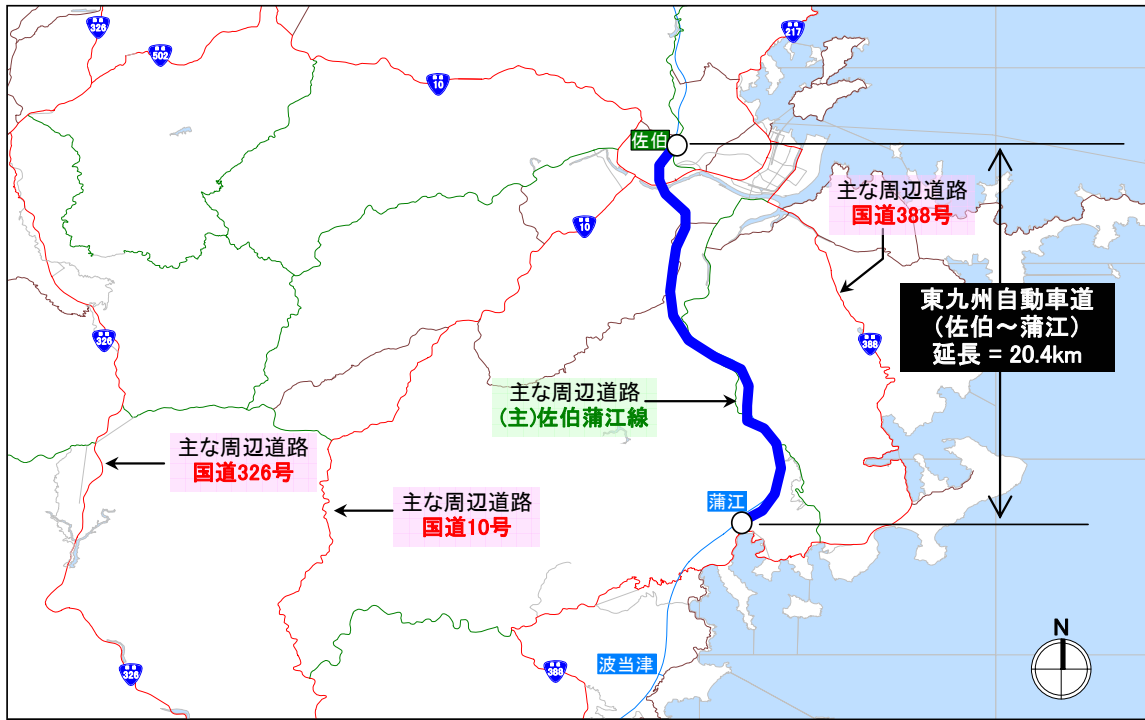 326
502
10
217
佐伯
主な周辺道路
国道388号
10
東九州自動車道
(佐伯～蒲江)
延長 = 20.4km
326
388
主な周辺道路
(主)佐伯蒲江線
主な周辺道路
国道326号
主な周辺道路
国道10号
蒲江
N
波当津
326
388